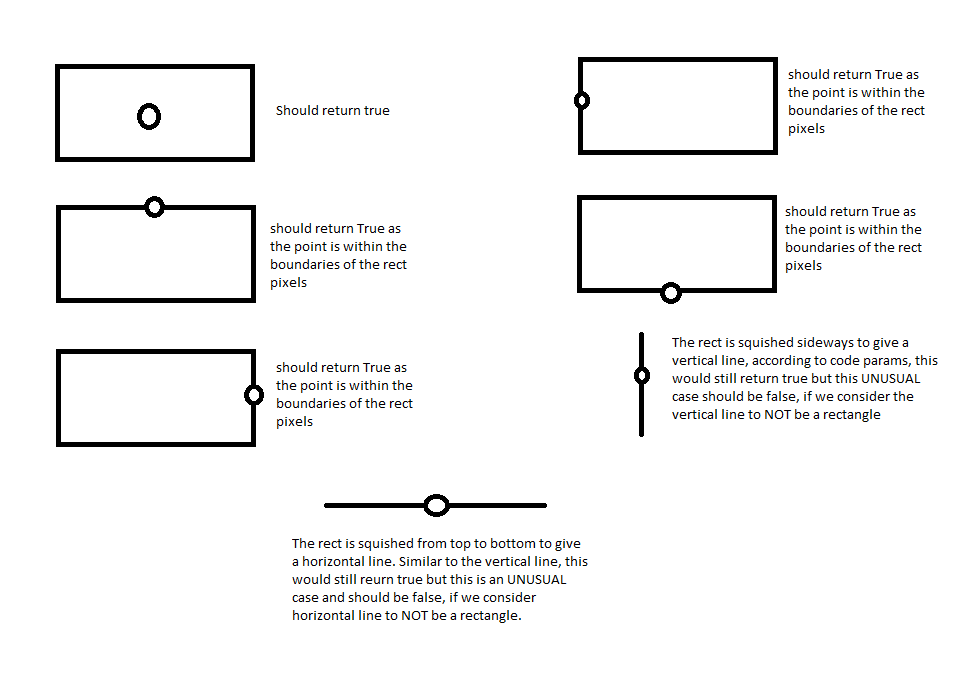 Should return true
should return True as
the point is within the
boundaries of the rect
pixels
should return True as
the point is within the
boundaries of the rect
pixels
should return True as
the point is within the
boundaries of the rect
pixels
should return True as
the point is within the
boundaries of the rect
pixels
The rect is squished sideways to give a
vertical line, according to code params, this
would still return true but this UNUSUAL
case should be false, if we consider the
vertical line to NOT be a rectangle
The rect is squished from top to bottom to give
a horizontal line. Similar to the vertical line, this
would still reurn true but this is an UNUSUAL
case and should be false, if we consider
horizontal line to NOT be a rectangle.